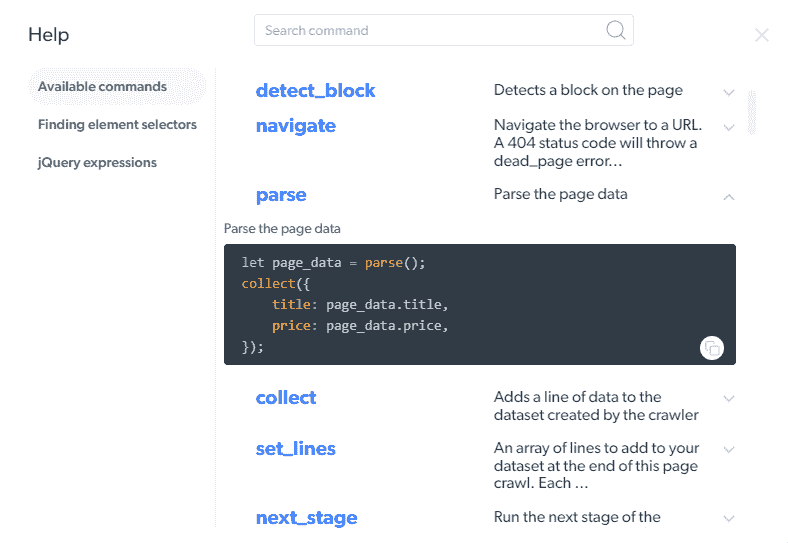 Help
Search command
Available commands
Finding element selectors
jQuery expressions
detect_block
Detects a block on the page
navigate
Navigate the browser to a URL.
A 404 status code will throw a
dead_page error...
parse
Parse the page data
Parse the page data
let page_data = parse();
collect({
    title: page_data.title,
    price: page_data.price,
});
collect
Adds a line of data to the
dataset created by the crawler
set_lines
An array of lines to add to your
dataset at the end of this page
crawl. Each ...
next_stage
Run the next stage of the